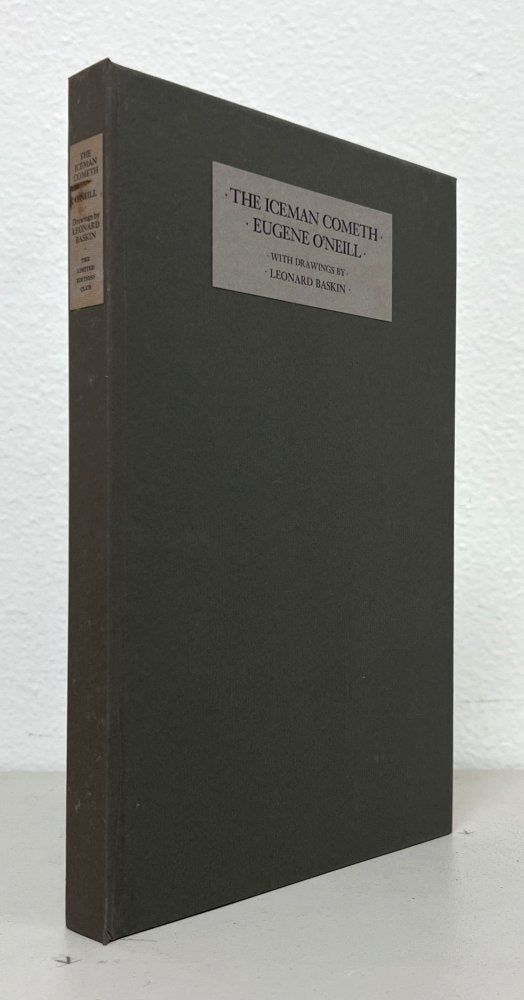 THE
ICEMAN
COMETH
·
O'NEILL
·
Drawings by
LEONARD
BASKIN
·
THE
LIMITED
EDITIONS
CLUB
· THE ICEMAN COMETH ·
· EUGENE O'NEILL ·
· WITH DRAWINGS BY ·
· LEONARD BASKIN ·